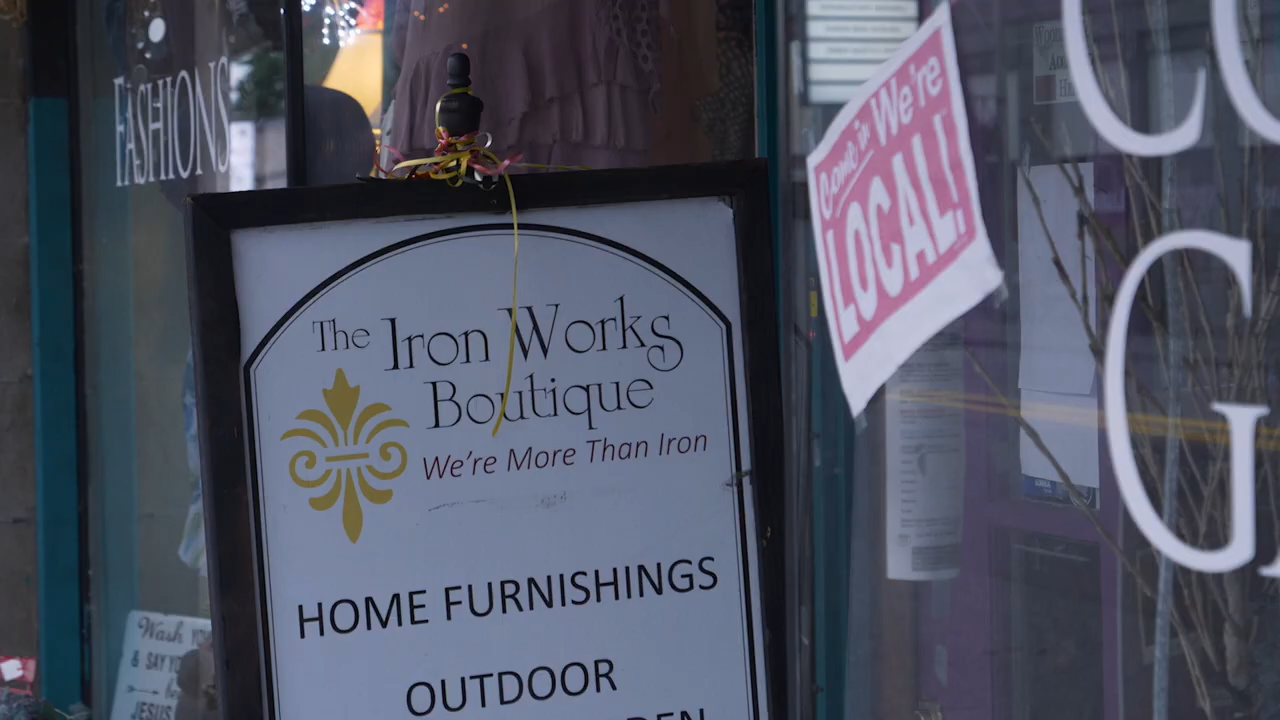 FASHIONS
Come in We're
LOCAL!
The Iron Works
Boutique
We're More Than Iron
HOME FURNISHINGS
OUTDOOR
Wash
& SAY
JESUS
C
G